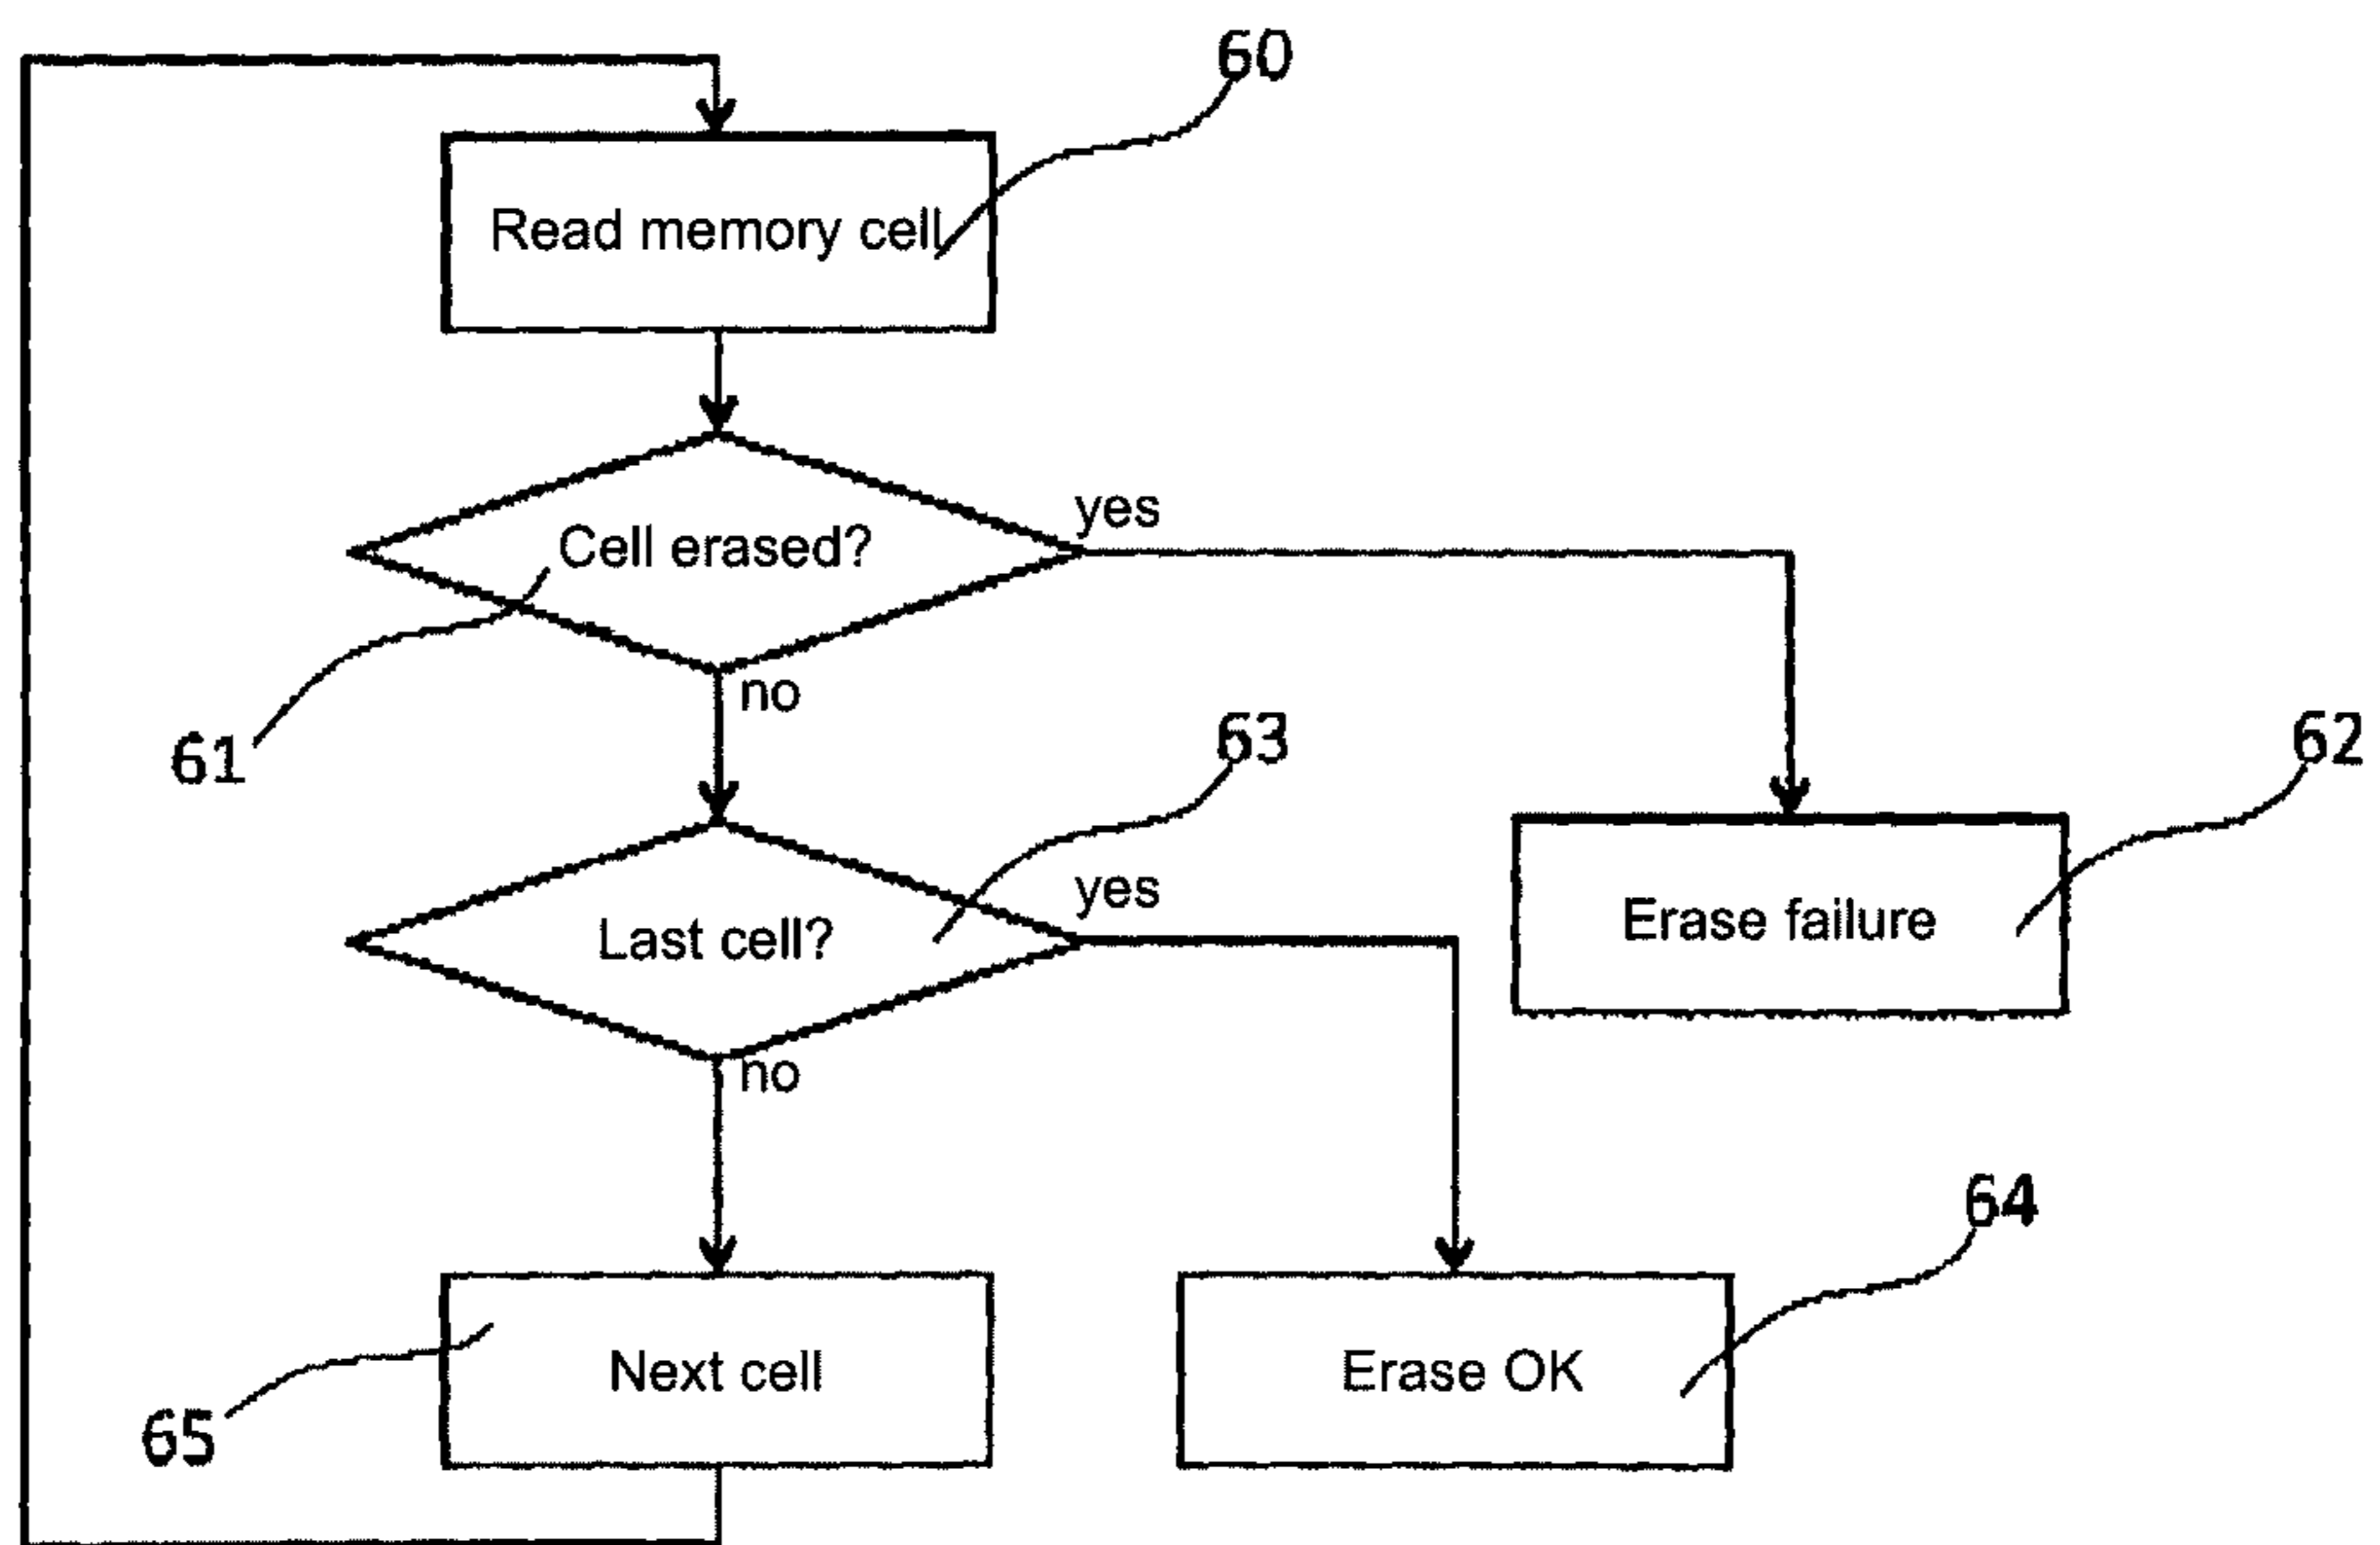 60
Read memory cell
yes
Cell erased?
no
61
63
62
yes
Erase failure
Last cell?
no
64
Next cell
Erase OK
65